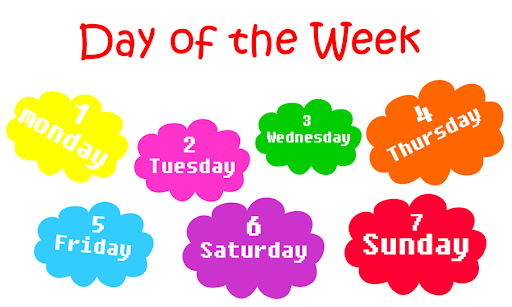 Day of the Week
1
monday
2
Tuesday
3
Wednesday
4
Thursday
5
Friday
6
Saturday
7
Sunday